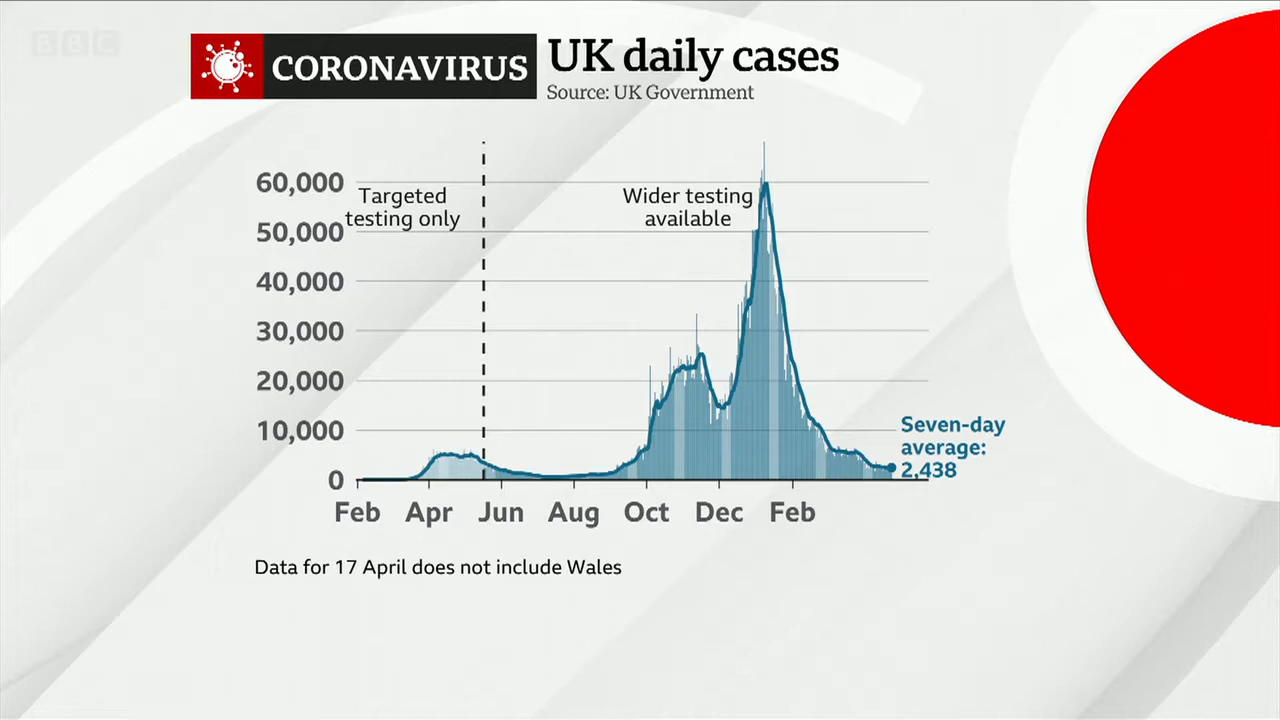 BBC
CORONAVIRUS
UK daily cases
Source: UK Government
60,000
50,000
40,000
30,000
20,000
10,000
0
Targeted
testing only
Wider testing
available
Seven-day
average:
2,438
Feb Apr Jun Aug Oct Dec Feb
Data for 17 April does not include Wales